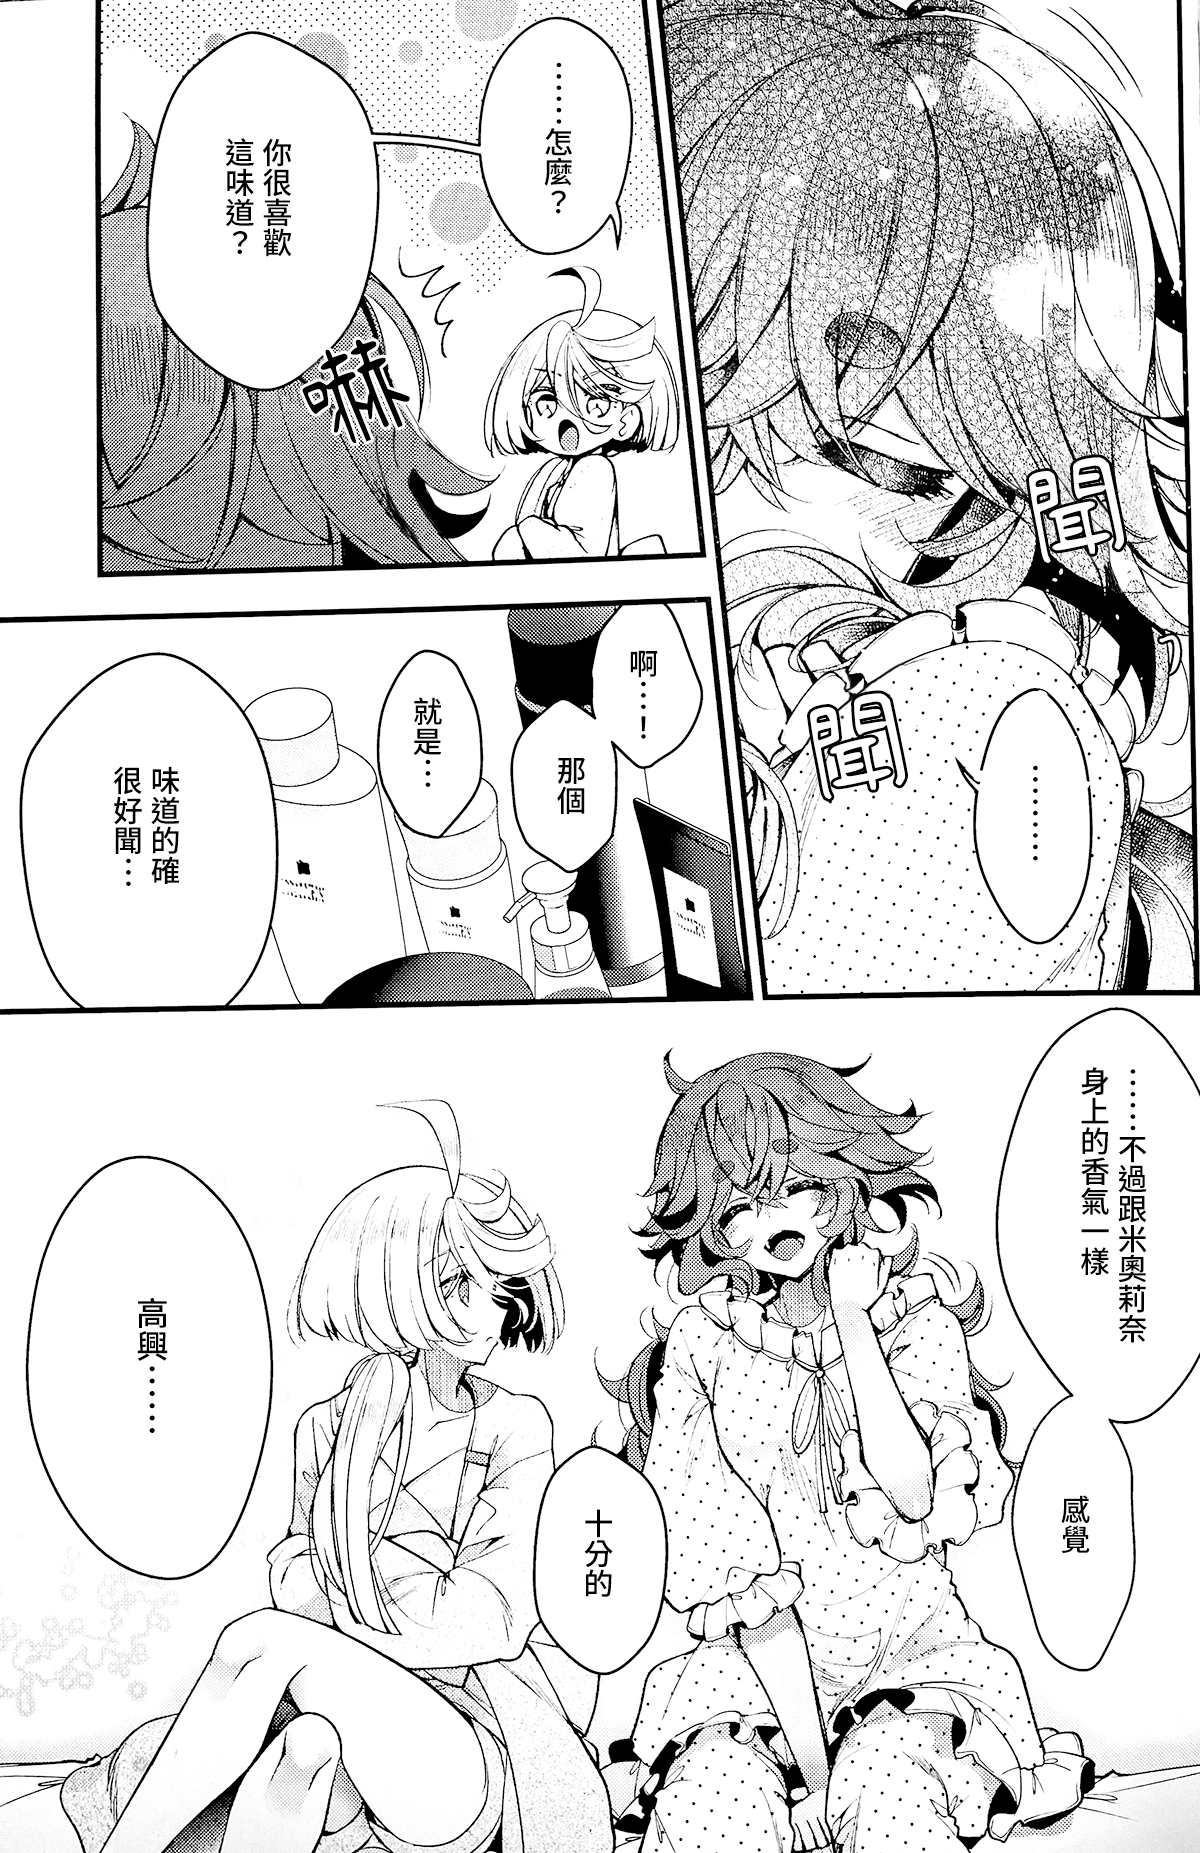 聞
聞
………
……怎麼？
你很喜歡
這味道？
嚇
啊…！
那個
就是…
味道的確
很好聞…
……不過跟米奧莉奈
身上的香氣一樣
感覺
十分的
高興……